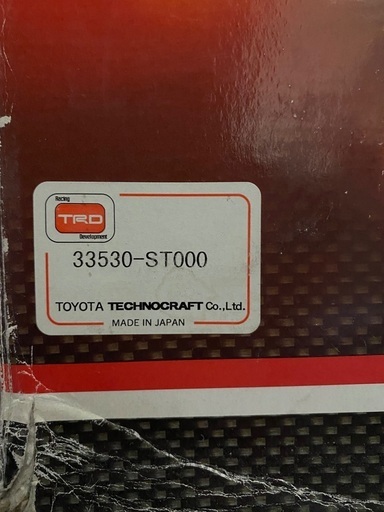 Racing
TRD
Development
33530-ST000
TOYOTA TECHNOCRAFT Co.,Ltd.
MADE IN JAPAN